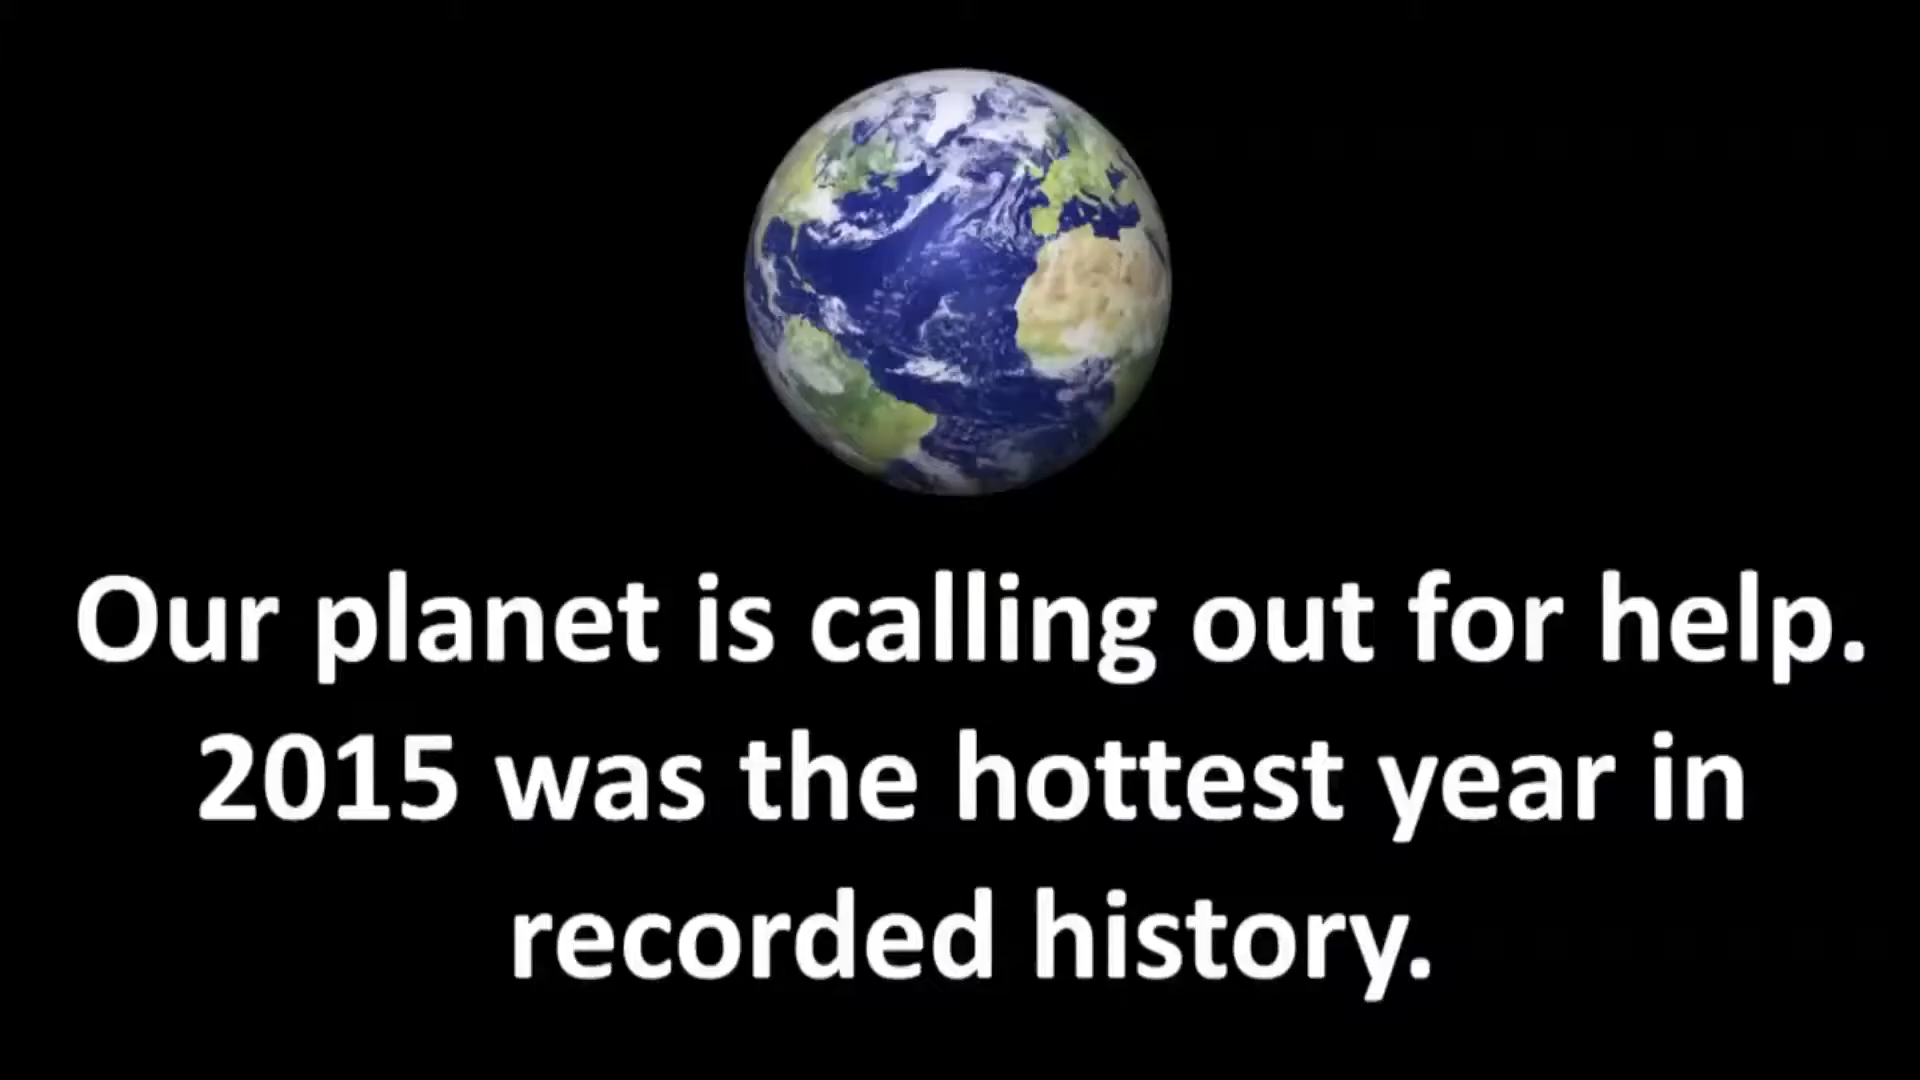 Our planet is calling out for help.
2015 was the hottest year in
recorded history.